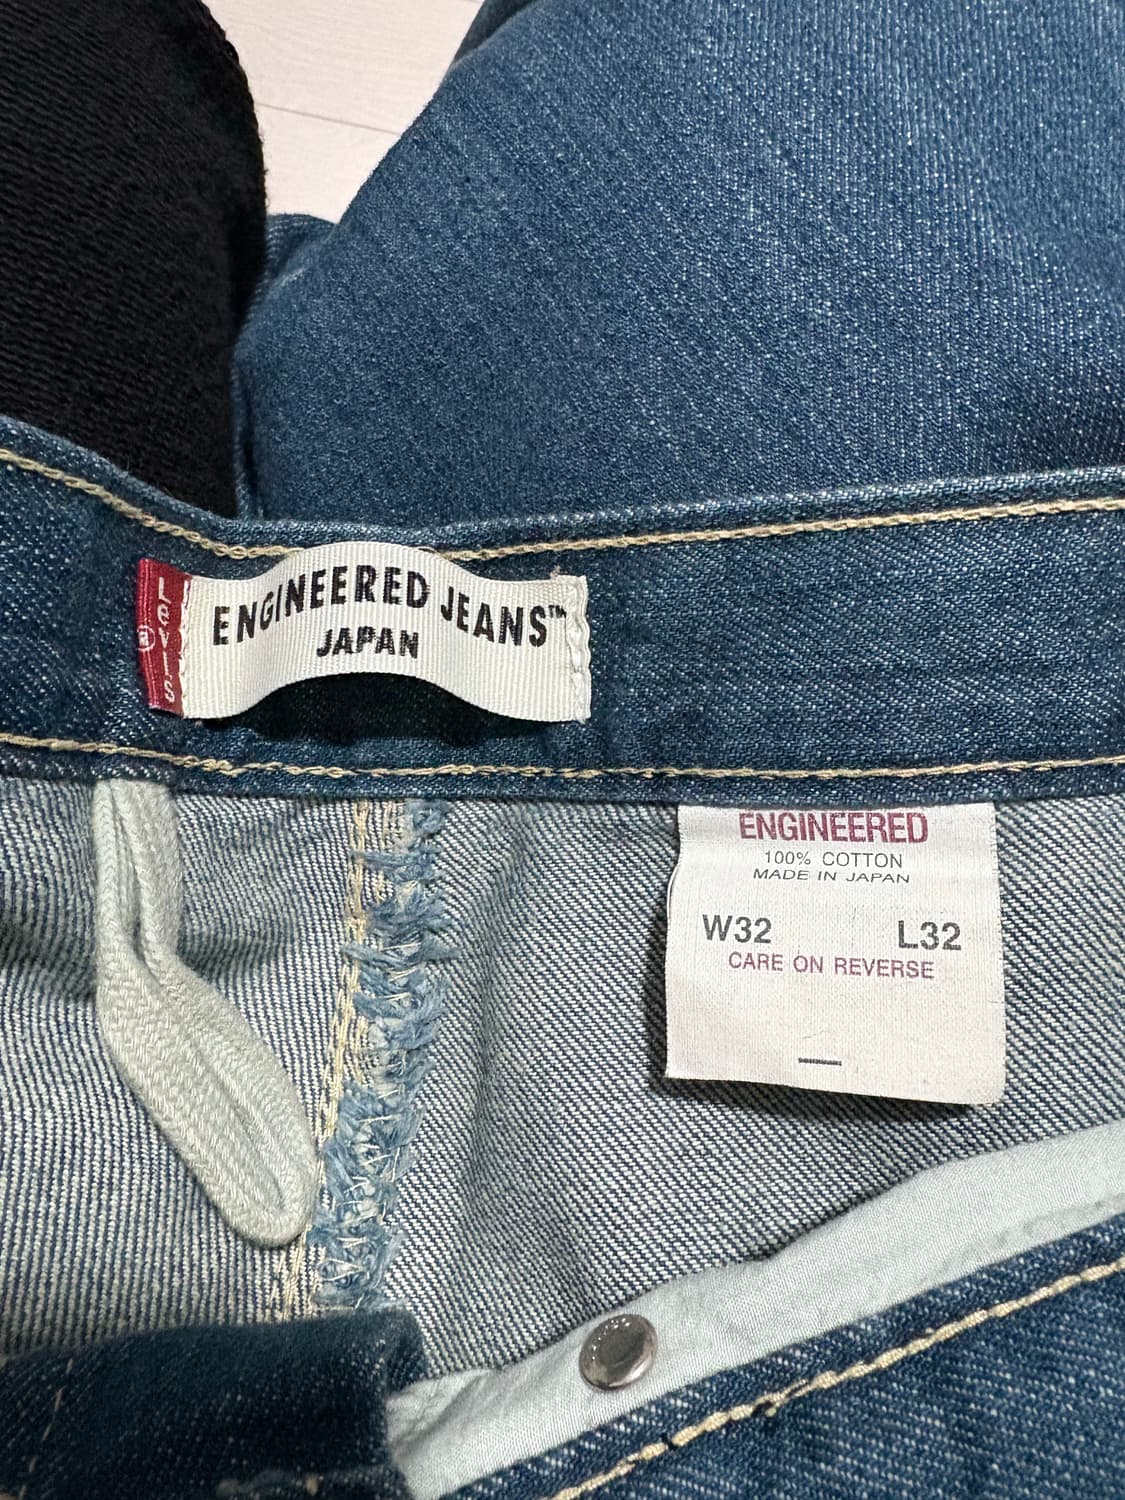 Levi's ®
ENGINEERED JEANS™
JAPAN
ENGINEERED
100% COTTON
MADE IN JAPAN
W32 L32
CARE ON REVERSE